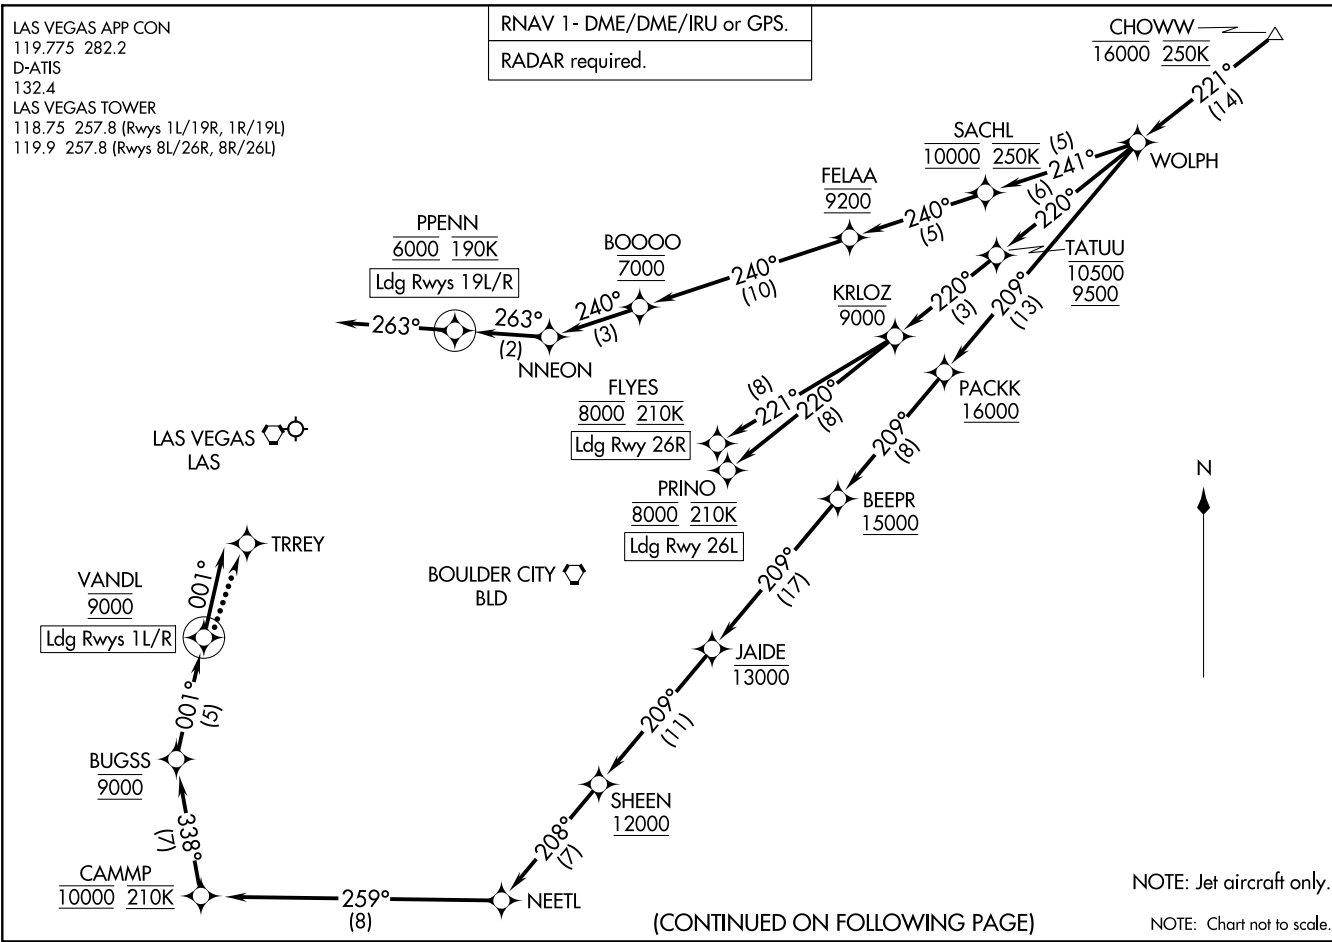 LAS VEGAS APP CON
119.775 282.2
D-ATIS
132.4
LAS VEGAS TOWER
118.75 257.8 (Rwys 1L/19R, 1R/19L)
119.9 257.8 (Rwys 8L/26R, 8R/26L)
RNAV 1- DME/DME/IRU or GPS.
RADAR required.
CHOWW
16000 250K
221°
(14)
WOLPH
SACHL
10000 250K
(5)
241°
(6)
220°
FELAA
9200
240°
(5)
TATUU
10500
9500
209°
(13)
PPENN
6000 190K
Ldg Rwys 19L/R
BOOOO
7000
240°
(10)
KRLOZ
9000
220°
(3)
263°
263°
(2)
240°
(3)
NNEON
FLYES
8000 210K
Ldg Rwy 26R
(8)
221°
220°
(8)
PACKK
16000
LAS VEGAS
LAS
209°
(8)
N
PRINO
8000 210K
Ldg Rwy 26L
BEEPR
15000
TRREY
BOULDER CITY
BLD
209°
(17)
VANDL
9000
Ldg Rwys 1L/R
001°
JAIDE
13000
001°
(5)
209°
(11)
BUGSS
9000
SHEEN
12000
338°
(7)
208°
(7)
CAMMP
10000 210K
259°
(8)
NEETL
(CONTINUED ON FOLLOWING PAGE)
NOTE: Jet aircraft only.
NOTE: Chart not to scale.